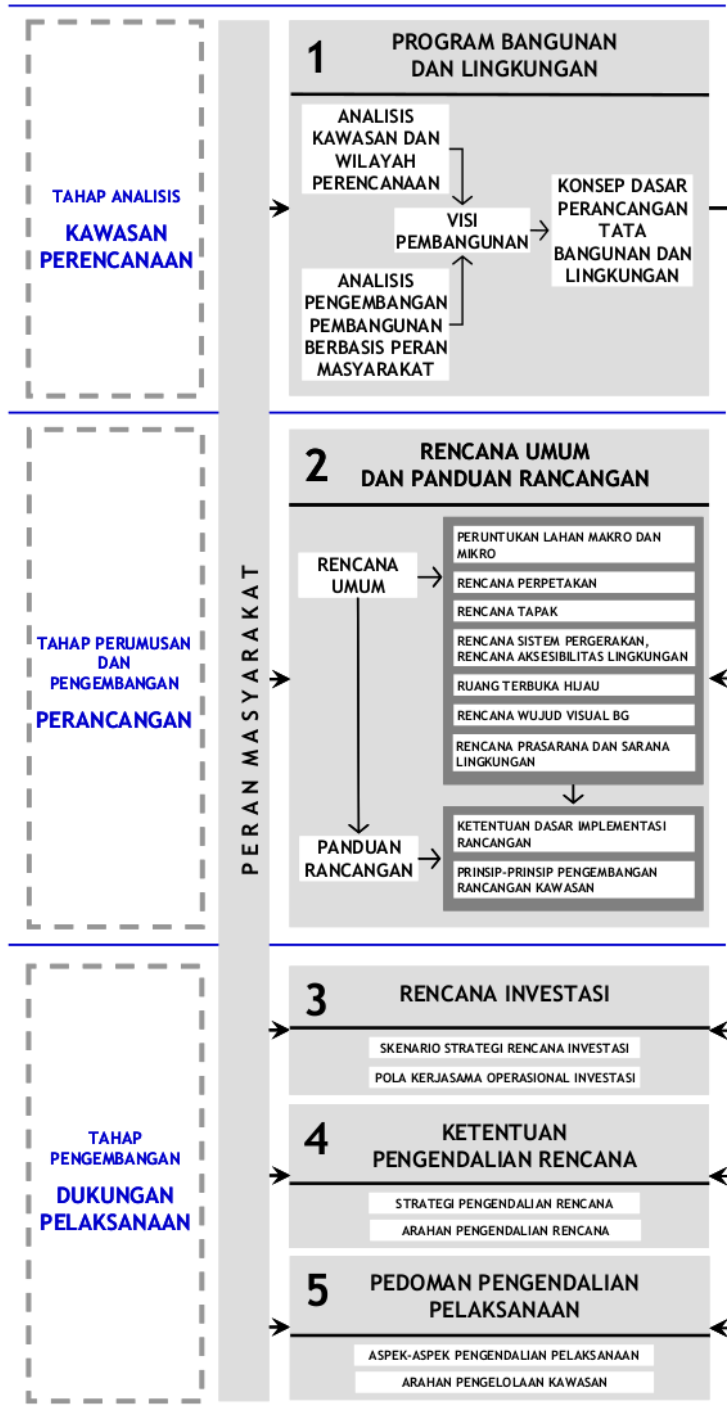 TAHAP ANALISIS
KAWASAN
PERENCANAAN
1
PROGRAM BANGUNAN
DAN LINGKUNGAN
ANALISIS
KAWASAN DAN
WILAYAH
PERENCANAAN
VISI
PEMBANGUNAN
KONSEP DASAR
PERANCANGAN
TATA
BANGUNAN DAN
LINGKUNGAN
ANALISIS
PENGEMBANGAN
PEMBANGUNAN
BERBASIS PERAN
MASYARAKAT
PERAN MASYARAKAT
TAHAP PERUMUSAN
DAN
PENGEMBANGAN
PERANCANGAN
2
RENCANA UMUM
DAN PANDUAN RANCANGAN
RENCANA
UMUM
PERUNTUKAN LAHAN MAKRO DAN
MIKRO
RENCANA PERPETAKAN
RENCANA TAPAK
RENCANA SISTEM PERGERAKAN,
RENCANA AKSESIBILITAS LINGKUNGAN
RUANG TERBUKA HIJAU
RENCANA WUJUD VISUAL BG
RENCANA PRASARANA DAN SARANA
LINGKUNGAN
PANDUAN
RANCANGAN
KETENTUAN DASAR IMPLEMENTASI
RANCANGAN
PRINSIP-PRINSIP PENGEMBANGAN
RANCANGAN KAWASAN
TAHAP
PENGEMBANGAN
DUKUNGAN
PELAKSANAAN
3
RENCANA INVESTASI
SKENARIO STRATEGI RENCANA INVESTASI
POLA KERJASAMA OPERASIONAL INVESTASI
4
KETENTUAN
PENGENDALIAN RENCANA
STRATEGI PENGENDALIAN RENCANA
ARAHAN PENGENDALIAN RENCANA
5
PEDOMAN PENGENDALIAN
PELAKSANAAN
ASPEK-ASPEK PENGENDALIAN PELAKSANAAN
ARAHAN PENGELOLAAN KAWASAN